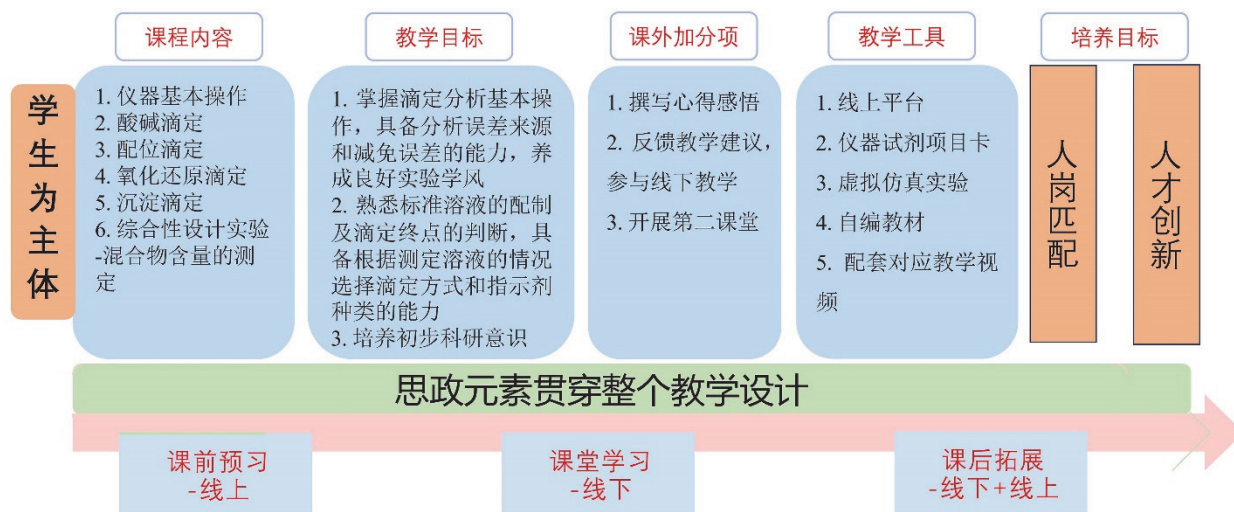 课程内容
教学目标
课外加分项
教学工具
培养目标
学生为主体
1. 仪器基本操作
2. 酸碱滴定
3. 配位滴定
4. 氧化还原滴定
5. 沉淀滴定
6. 综合性设计实验
-混合物含量的测
定
1. 掌握滴定分析基本操
作，具备分析误差来源
和减免误差的能力，养
成良好实验学风
2. 熟悉标准溶液的配制
及滴定终点的判断，具
备根据测定溶液的情况
选择滴定方式和指示剂
种类的能力
3. 培养初步科研意识
1. 撰写心得感悟
2. 反馈教学建议，
参与线下教学
3. 开展第二课堂
1. 线上平台
2. 仪器试剂项目卡
3. 虚拟仿真实验
4. 自编教材
5. 配套对应教学视
频
人岗匹配
人才创新
思政元素贯穿整个教学设计
课前预习
-线上
课堂学习
-线下
课后拓展
-线下+线上